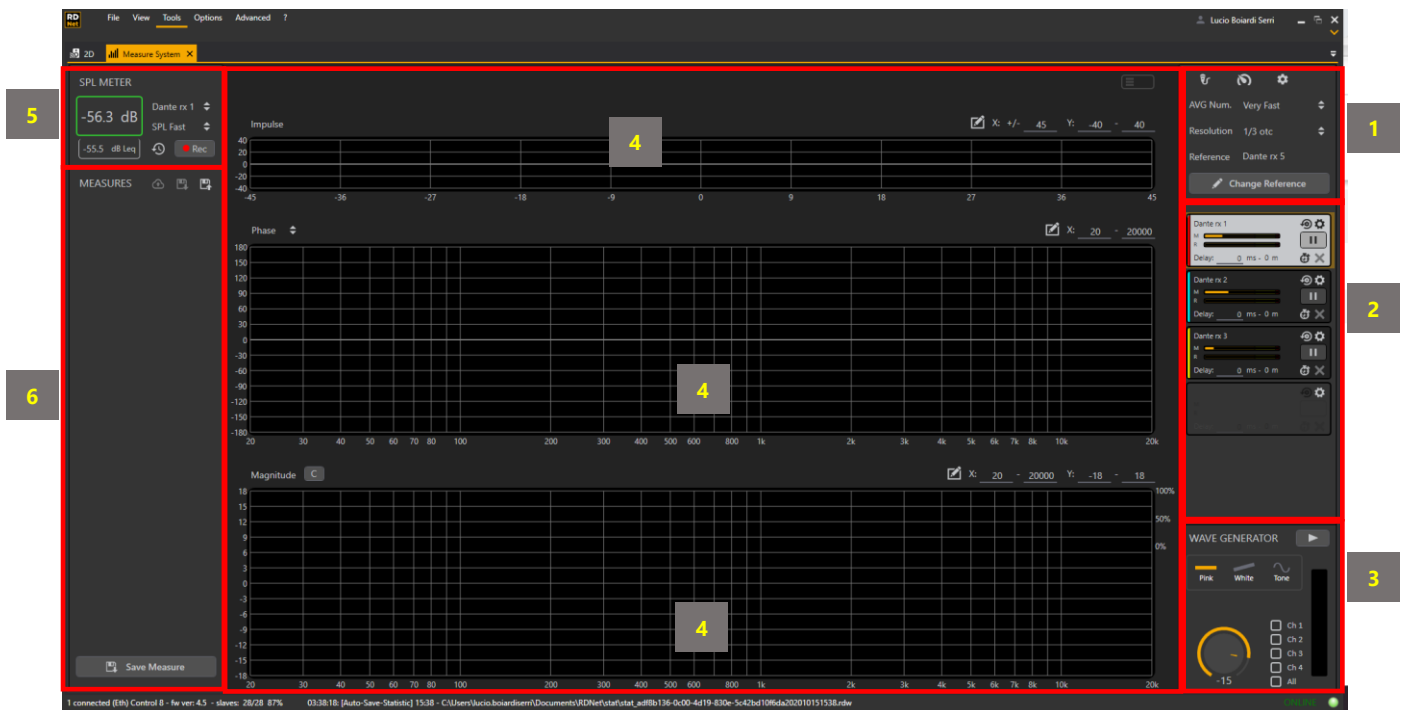 RD Net File View Tools Options Advanced ? Lucio Boiardi Serri
2D Measure System
SPL METER
-56.3 dB
Dante rx 1
SPL Fast
-55.5 dB Leq Rec
5
MEASURES
Save Measure
6
Impulse X: +/- 45 Y: -40 - 40
4
40
20
0
-20
-40
-45 -36 -27 -18 -9 0 9 18 27 36 45
Phase X: 20 - 20000
180
150
120
90
60
30
0
-30
-60
-90
-120
-150
-180
4
20 30 40 50 60 70 80 100 200 300 400 500 600 800 1k 2k 3k 4k 5k 6k 7k 8k 10k 20k
Magnitude C X: 20 - 20000 Y: -18 - 18
18
15
12
9
6
3
0
-3
-6
-9
-12
-15
-18
100%
50%
0%
4
20 30 40 50 60 70 80 100 200 300 400 500 600 800 1k 2k 3k 4k 5k 6k 7k 8k 10k 20k
AVG Num. Very Fast
Resolution 1/3 otc
Reference Dante rx 5
Change Reference
1
Dante rx 1
M
R
Delay: 0 ms - 0 m
Dante rx 2
M
R
Delay: 0 ms - 0 m
Dante rx 3
M
R
Delay: 0 ms - 0 m
2
WAVE GENERATOR
Pink White Tone
-15
Ch 1
Ch 2
Ch 3
Ch 4
All
3
1 connected (Eth) Control 8 - fw ver: 4.5 - slaves: 28/28 87% 03:38:18: [Auto-Save-Statistic] 15:38 - C:\Users\lucio.boiardiserri\Documents\RDNet\stat\stat_adf8b136-0c00-4d19-830e-5c42bd10f6da202010151538.rdw ONLINE